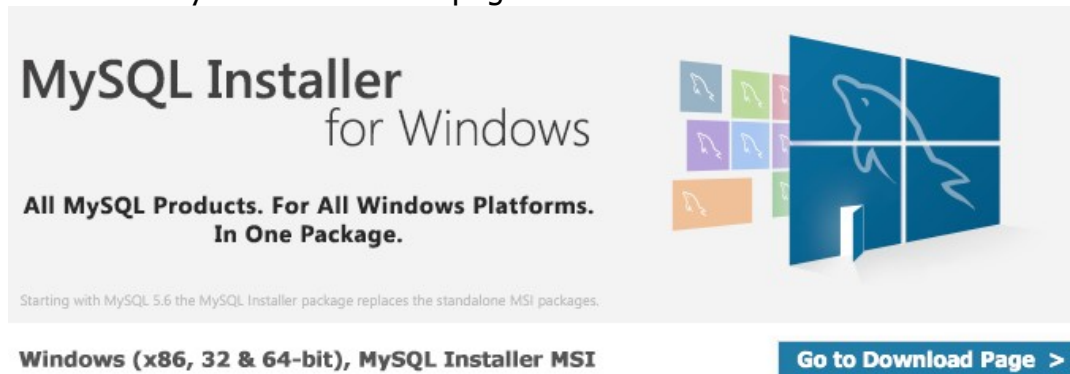 MySQL Installer
for Windows
All MySQL Products. For All Windows Platforms.
In One Package.
Starting with MySQL 5.6 the MySQL Installer package replaces the standalone MSI packages.
Windows (x86, 32 & 64-bit), MySQL Installer MSI
Go to Download Page >